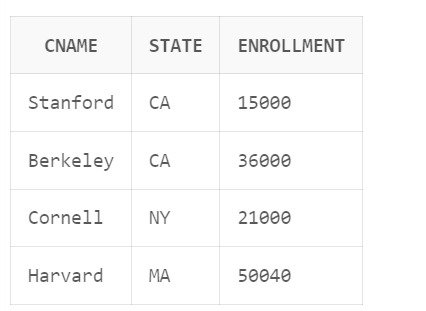 CNAME STATE ENROLLMENT
Stanford CA 15000
Berkeley CA 36000
Cornell NY 21000
Harvard MA 50040